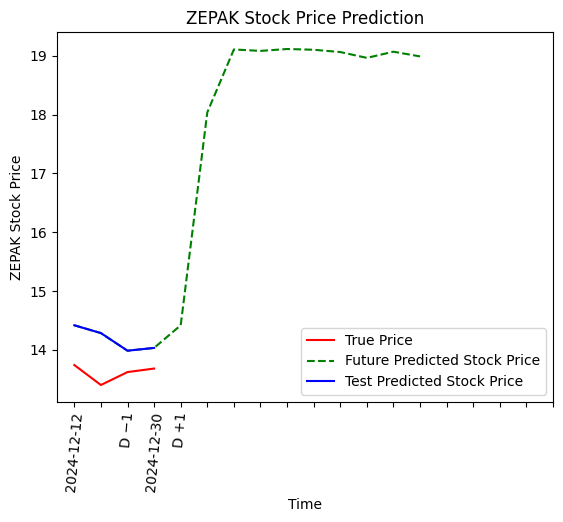 ZEPAK Stock Price Prediction
ZEPAK Stock Price
19
18
17
16
15
14
True Price
Future Predicted Stock Price
Test Predicted Stock Price
2024-12-12
D −1
2024-12-30
D +1
Time